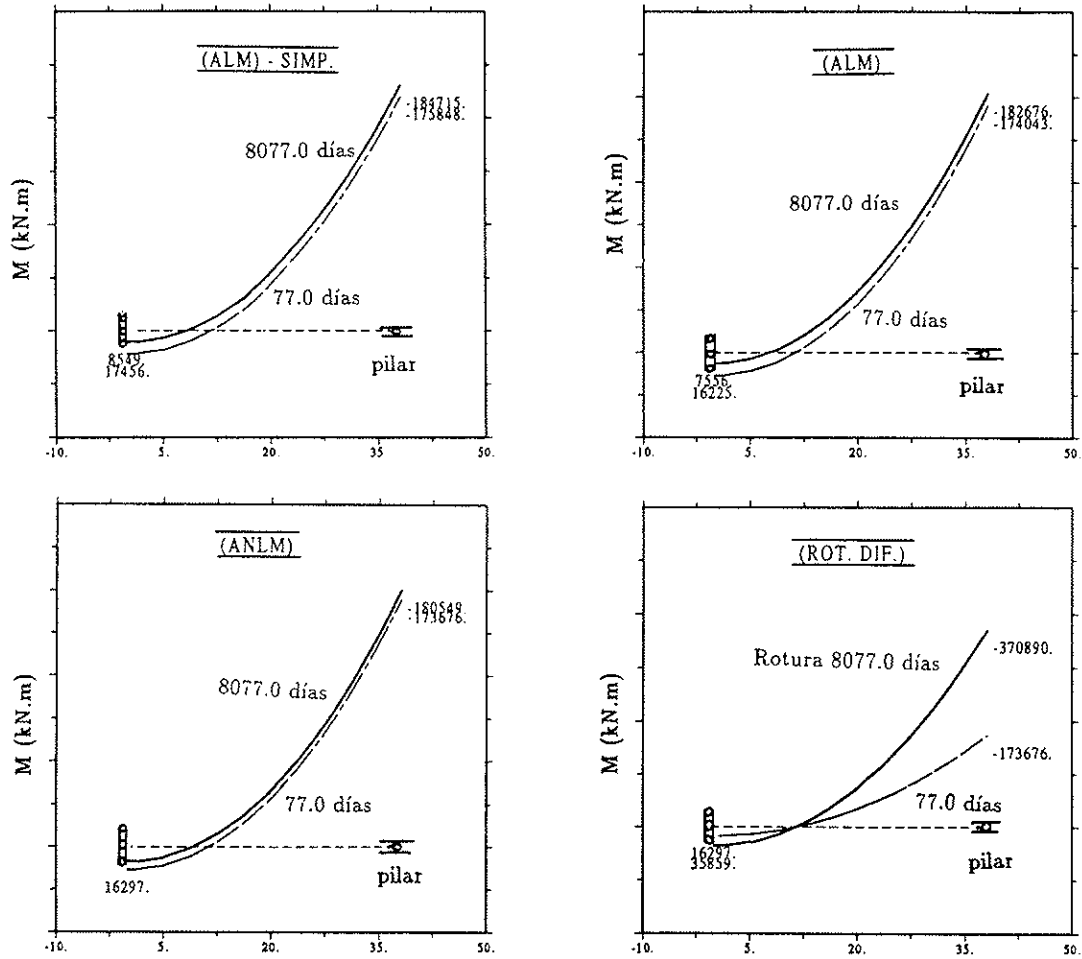 (ALM) - SIMP.
-184715.
-175848.
8077.0 días
M (kN.m)
77.0 días
pilar
8549.
17456.
-10. 5. 20. 35. 50.
(ALM)
-182676.
-174043.
8077.0 días
M (kN.m)
77.0 días
pilar
7556.
16225.
-10. 5. 20. 35. 50.
(ANLM)
-180549.
-173676.
8077.0 días
M (kN.m)
77.0 días
pilar
16297.
-10. 5. 20. 35. 50.
(ROT. DIF.)
Rotura 8077.0 días
-370890.
M (kN.m)
-173676.
77.0 días
pilar
16297.
35859.
-10. 5. 20. 35. 50.